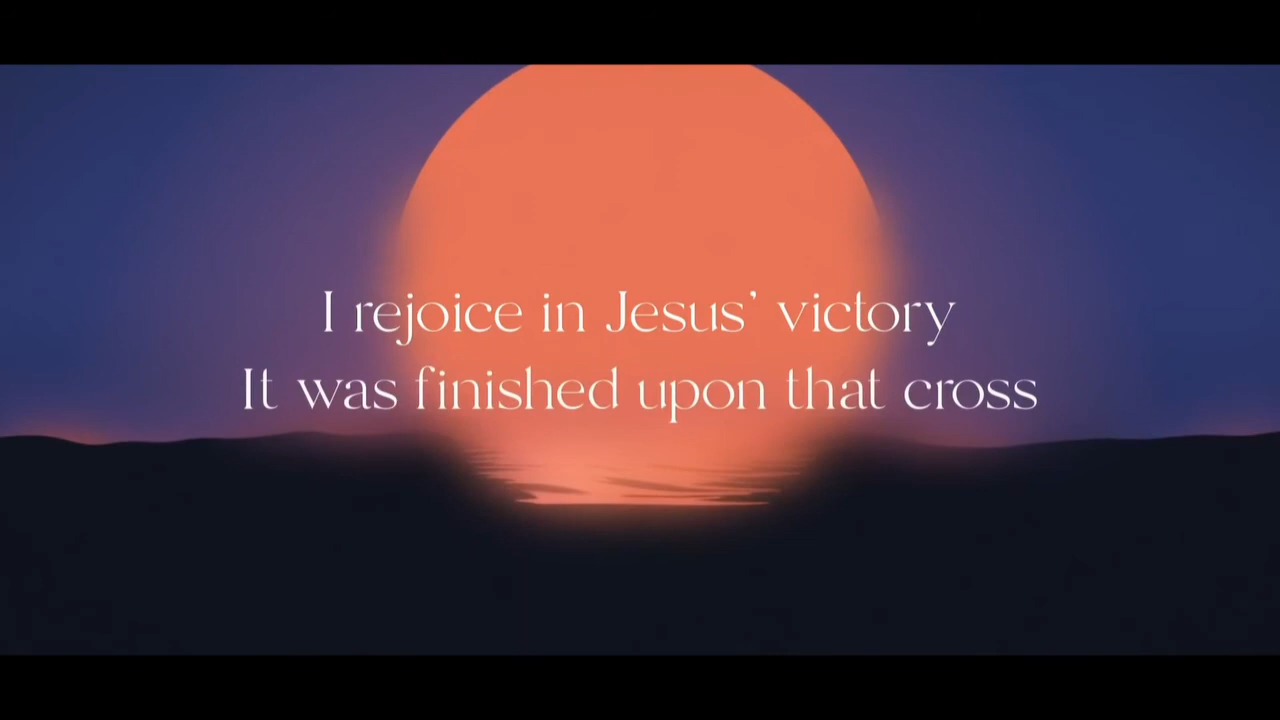 I rejoice in Jesus’ victory
It was finished upon that cross